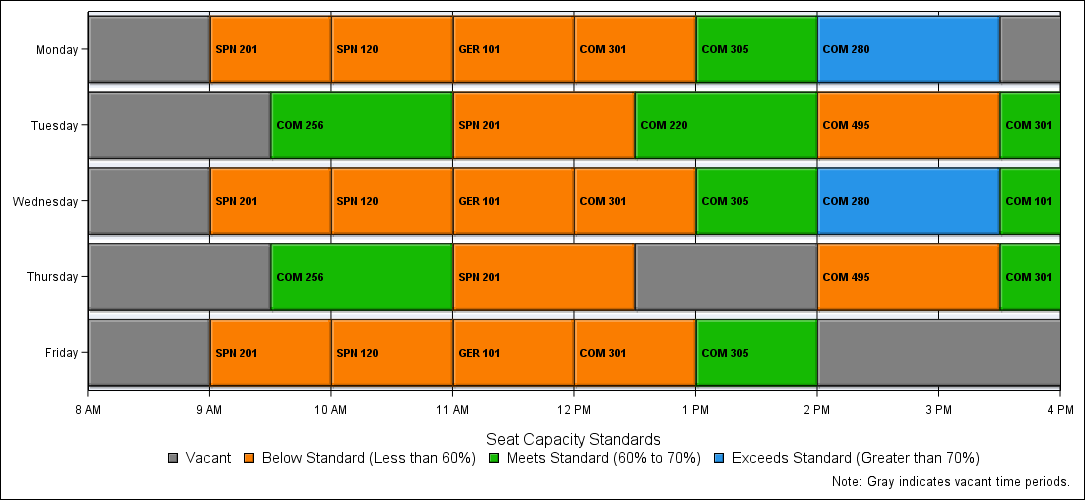 Monday SPN 201 SPN 120 GER 101 COM 301 COM 305 COM 280
Tuesday COM 256 SPN 201 COM 220 COM 495 COM 301
Wednesday SPN 201 SPN 120 GER 101 COM 301 COM 305 COM 280 COM 101
Thursday COM 256 SPN 201 COM 495 COM 301
Friday SPN 201 SPN 120 GER 101 COM 301 COM 305
8 AM 9 AM 10 AM 11 AM 12 PM 1 PM 2 PM 3 PM 4 PM
Seat Capacity Standards
Vacant Below Standard (Less than 60%) Meets Standard (60% to 70%) Exceeds Standard (Greater than 70%)
Note: Gray indicates vacant time periods.